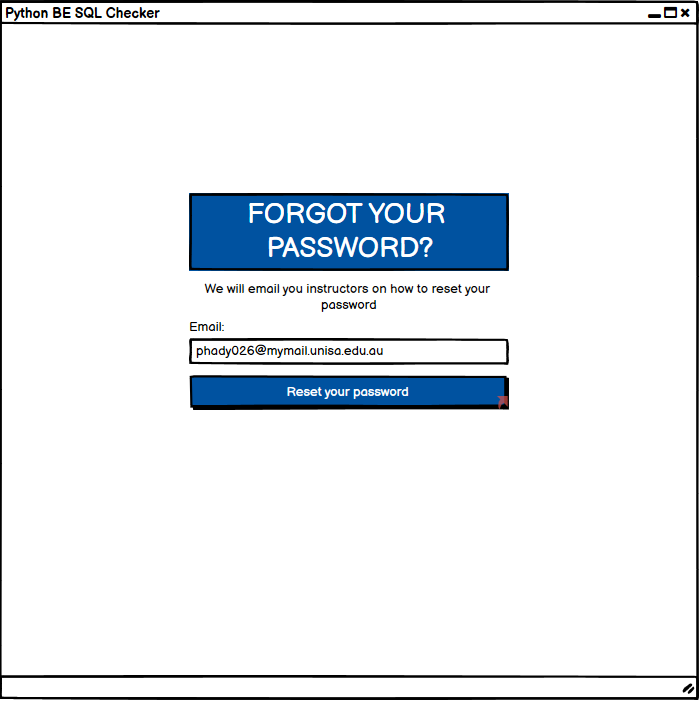 Python BE SQL Checker
FORGOT YOUR
PASSWORD?
We will email you instructors on how to reset your
password
Email:
phady026@mymail.unisa.edu.au
Reset your password